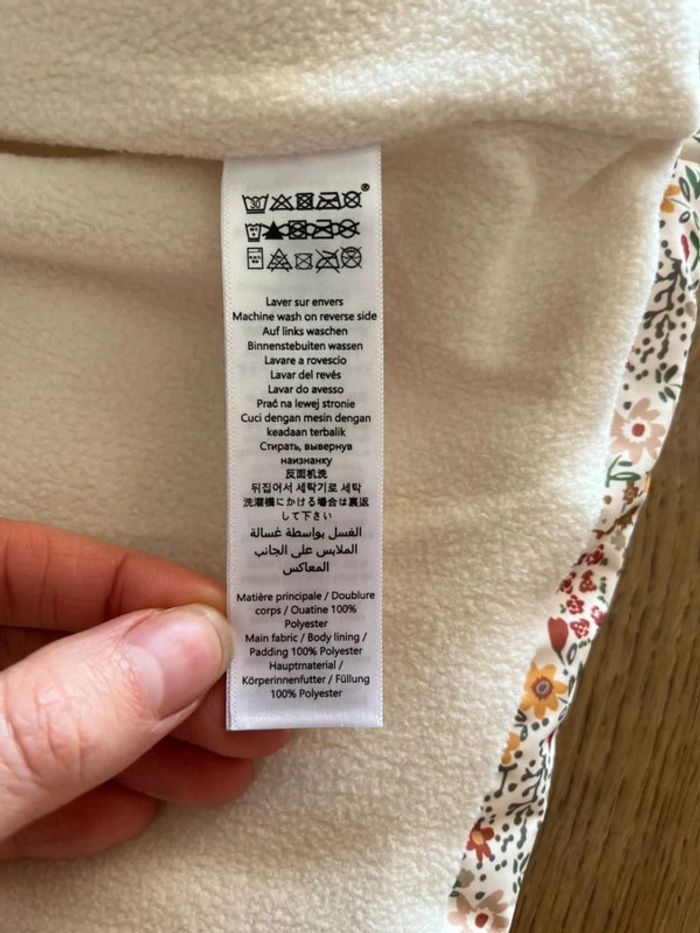 30
®
Laver sur envers
Machine wash on reverse side
Auf links waschen
Binnenstebuiten wassen
Lavare a rovescio
Lavar del revés
Lavar do avesso
Prać na lewej stronie
Cuci dengan mesin dengan
keadaan terbalik
Стирать, вывернув
наизнанку
反面机洗
뒤집어서 세탁기로 세탁
洗濯機にかける場合は裏返
して下さい
الغسل بواسطة غسالة
الملابس على الجانب
المعاكس
Matière principale / Doublure
corps / Ouatine 100%
Polyester
Main fabric / Body lining /
Padding 100% Polyester
Hauptmaterial /
Körperinnenfutter / Füllung
100% Polyester